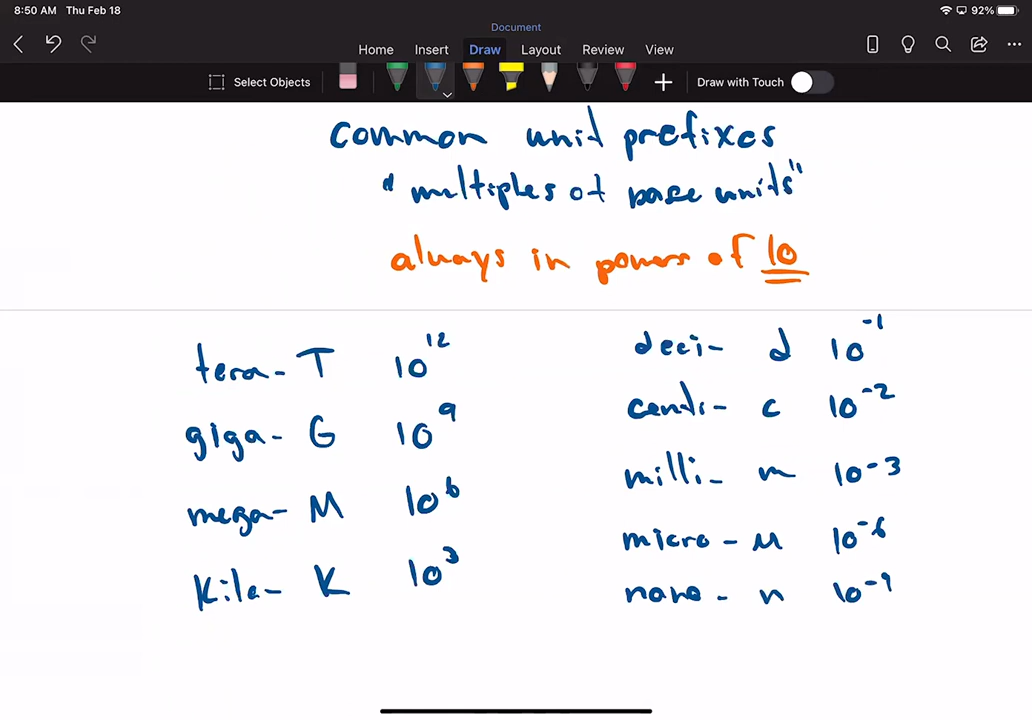 8:50 AM Thu Feb 18 92%
Document
Home Insert Draw Layout Review View
Select Objects Draw with Touch
common unit prefixes
"multiples of base units"
always in powers of 10
tera- T 10^12
giga- G 10^9
mega- M 10^6
kilo- K 10^3
deci- d 10^-1
centi- c 10^-2
milli- m 10^-3
micro- μ 10^-6
nano- n 10^-9